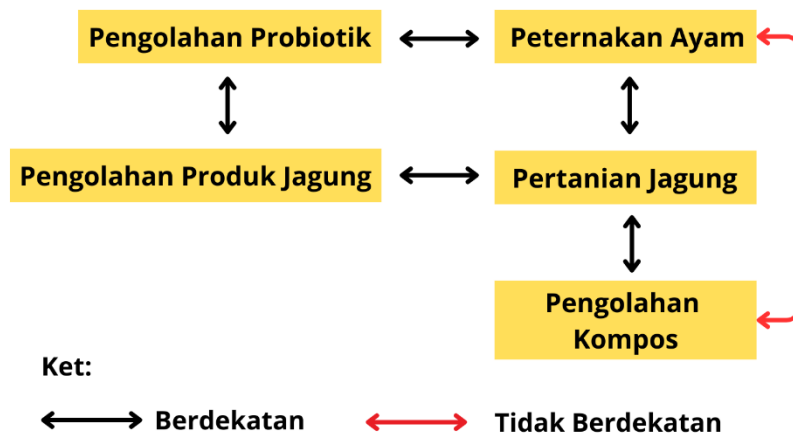 Pengolahan Probiotik
Peternakan Ayam
Pengolahan Produk Jagung
Pertanian Jagung
Pengolahan
Kompos
Ket:
Berdekatan
Tidak Berdekatan